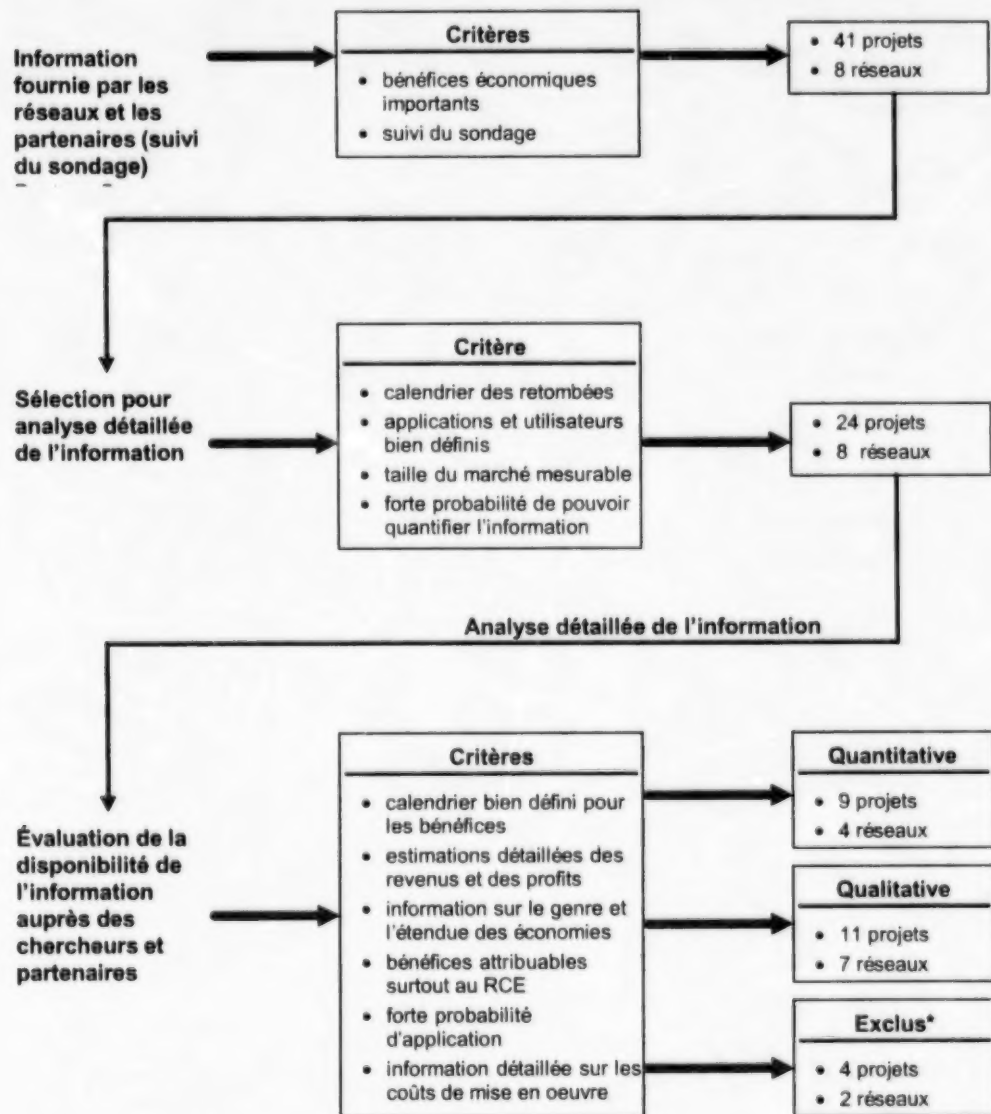 Information
fournie par les
réseaux et les
partenaires (suivi
du sondage)
Critères
• bénéfices économiques
importants
• suivi du sondage
• 41 projets
• 8 réseaux
Sélection pour
analyse détaillée
de l'information
Critère
• calendrier des retombées
• applications et utilisateurs
bien définis
• taille du marché mesurable
• forte probabilité de pouvoir
quantifier l'information
• 24 projets
• 8 réseaux
Analyse détaillée de l'information
Évaluation de la
disponibilité de
l'information
auprès des
chercheurs et
partenaires
Critères
• calendrier bien défini pour
les bénéfices
• estimations détaillées des
revenus et des profits
• information sur le genre et
l'étendue des économies
• bénéfices attribuables
surtout au RCE
• forte probabilité
d'application
• information détaillée sur les
coûts de mise en oeuvre
Quantitative
• 9 projets
• 4 réseaux
Qualitative
• 11 projets
• 7 réseaux
Exclus*
• 4 projets
• 2 réseaux